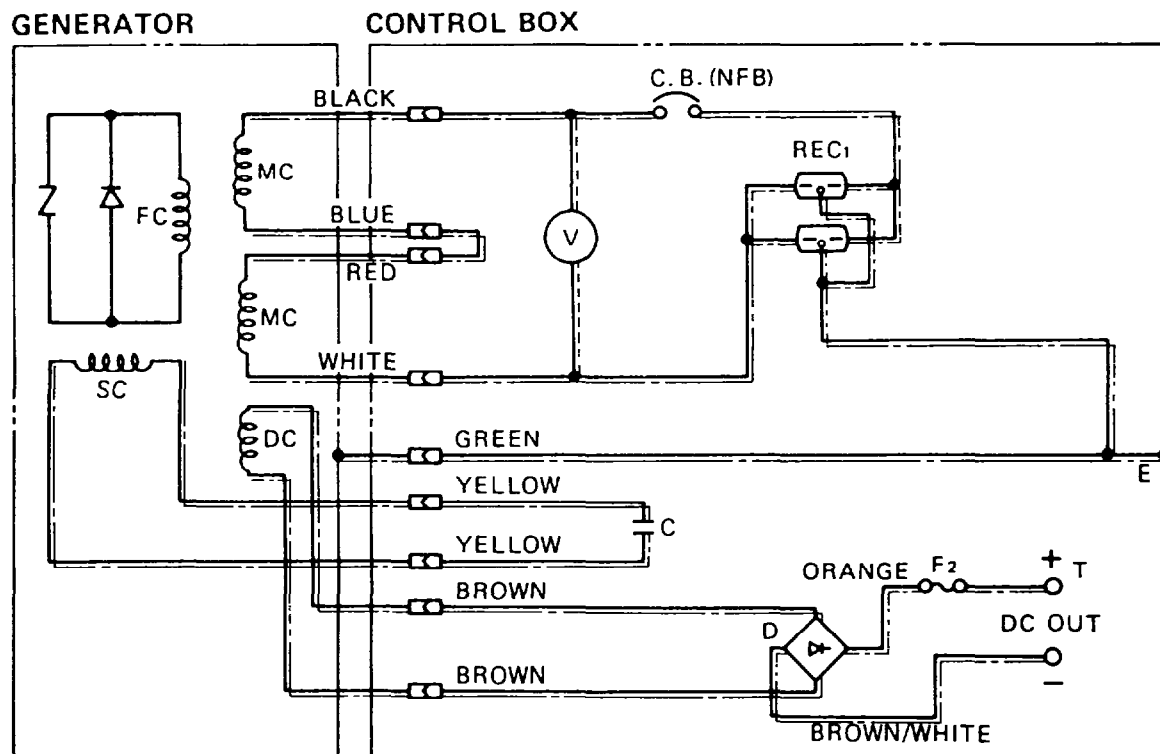 GENERATOR
CONTROL BOX
C.B. (NFB)
BLACK
REC1
MC
FC
BLUE
V
RED
MC
WHITE
SC
DC
GREEN
E
YELLOW
C
YELLOW
ORANGE
F2
+
T
BROWN
D
DC OUT
BROWN
−
BROWN/WHITE